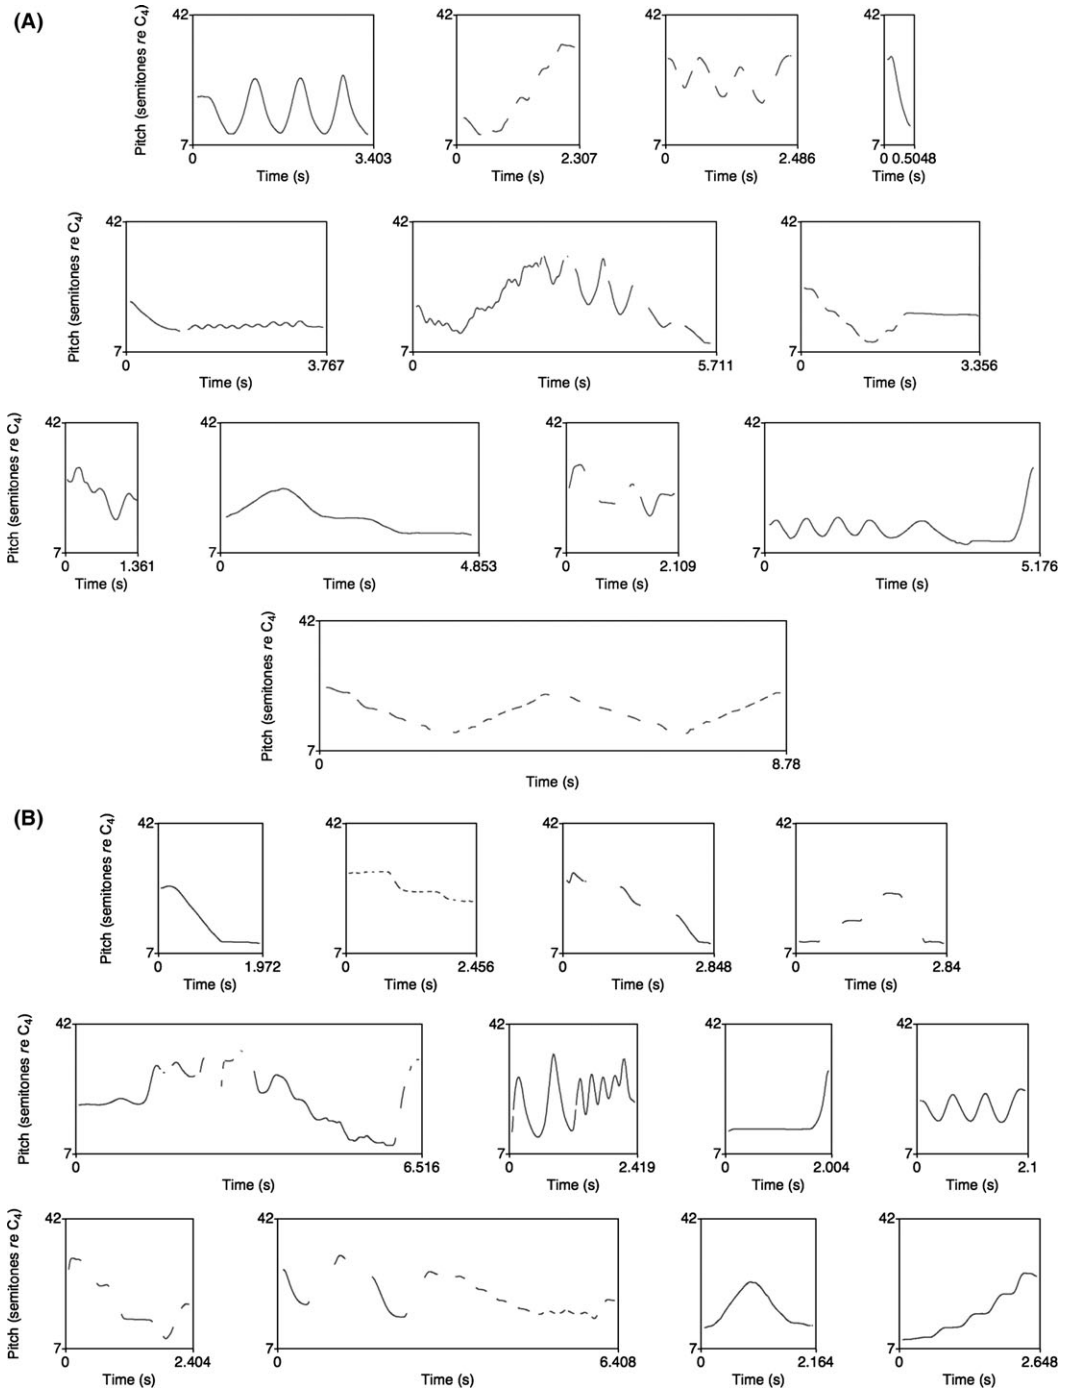 (A)
Pitch (semitones re C4)
42 42 42 42
7 7 7 7
0 3.403 0 2.307 0 2.486 0 0.5048
Time (s) Time (s) Time (s) Time (s)
Pitch (semitones re C4)
42 42 42
7 7 7
0 3.767 0 5.711 0 3.356
Time (s) Time (s) Time (s)
Pitch (semitones re C4)
42 42 42 42
7 7 7 7
0 1.361 0 4.853 0 2.109 0 5.176
Time (s) Time (s) Time (s) Time (s)
Pitch (semitones re C4)
42
7
0 8.78
Time (s)
(B)
Pitch (semitones re C4)
42 42 42 42
7 7 7 7
0 1.972 0 2.456 0 2.848 0 2.84
Time (s) Time (s) Time (s) Time (s)
Pitch (semitones re C4)
42 42 42 42
7 7 7 7
0 6.516 0 2.419 0 2.004 0 2.1
Time (s) Time (s) Time (s) Time (s)
Pitch (semitones re C4)
42 42 42 42
7 7 7 7
0 2.404 0 6.408 0 2.164 0 2.648
Time (s) Time (s) Time (s) Time (s)